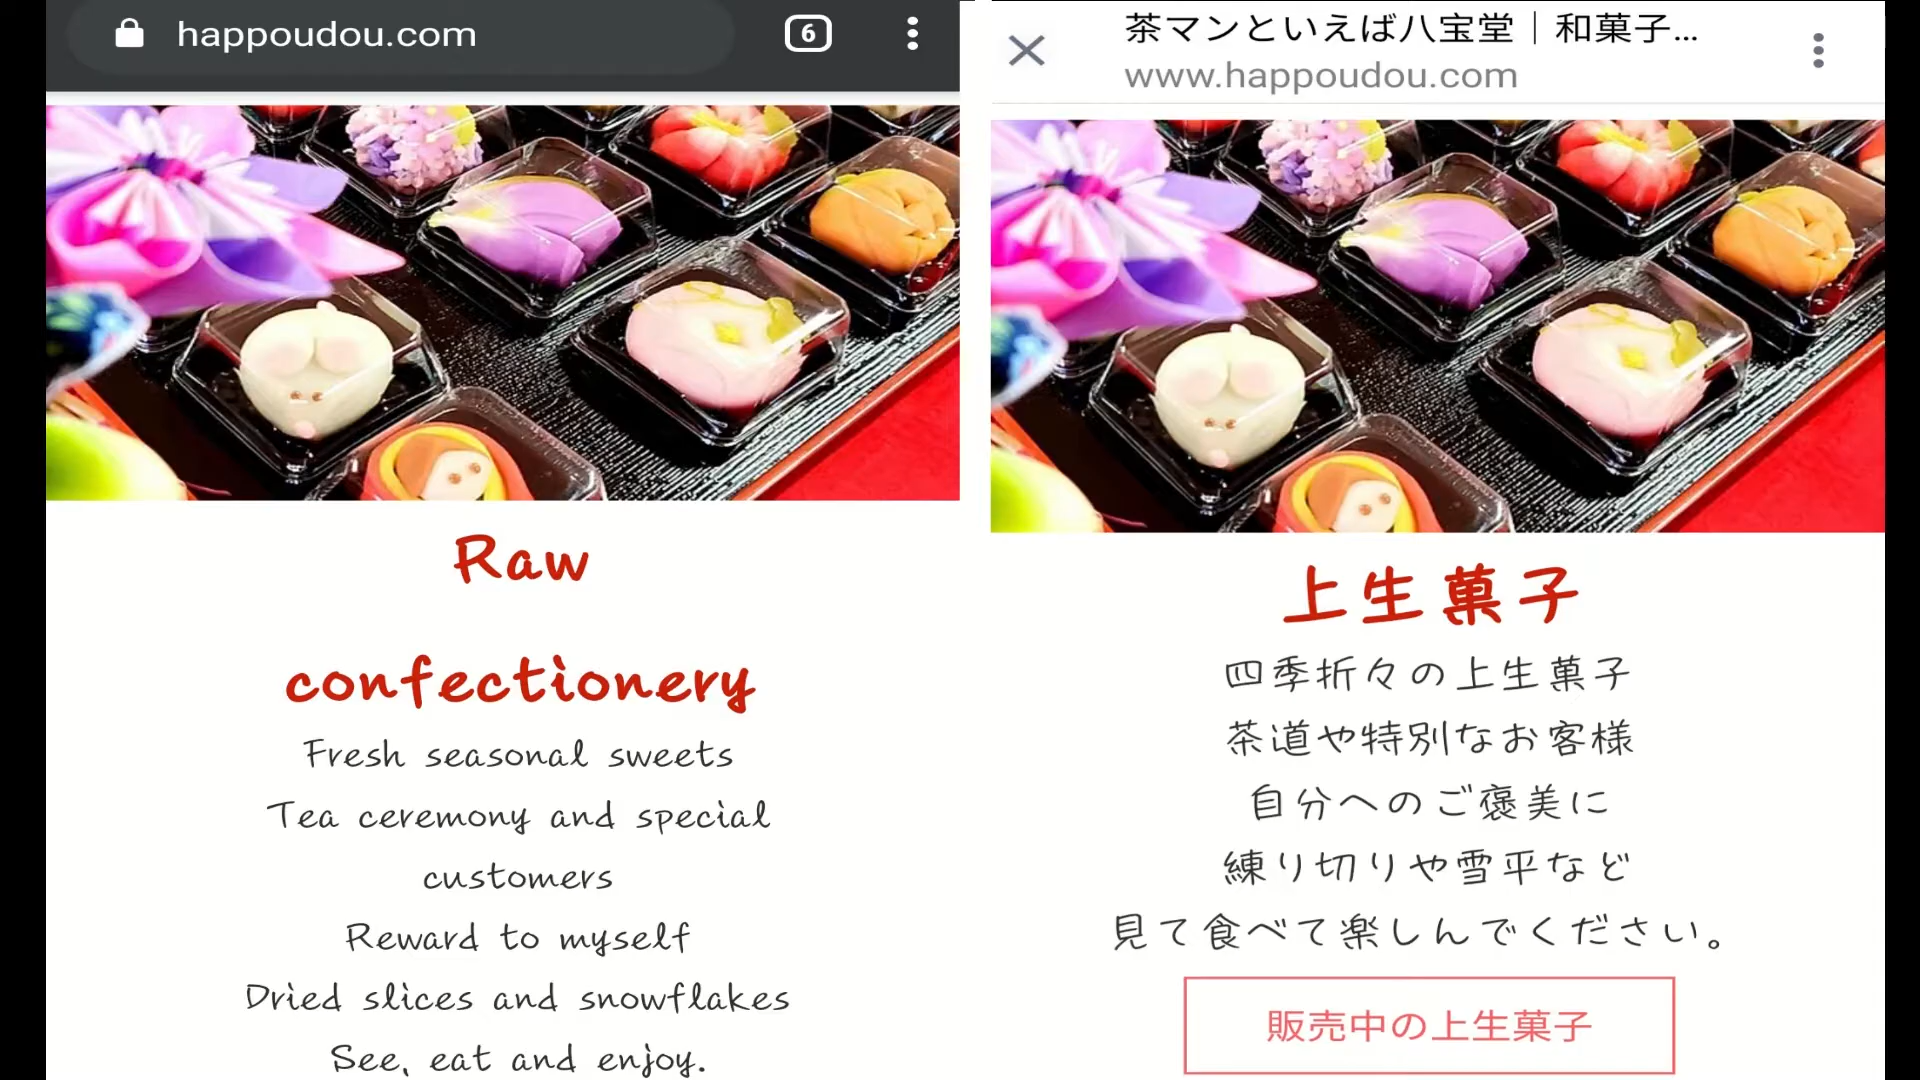 happoudou.com
6
Raw
confectionery
Fresh seasonal sweets
Tea ceremony and special
customers
Reward to myself
Dried slices and snowflakes
See, eat and enjoy.
茶マンといえば八宝堂｜和菓子...
www.happoudou.com
上生菓子
四季折々の上生菓子
茶道や特別なお客様
自分へのご褒美に
練り切りや雪平など
見て食べて楽しんでください。
販売中の上生菓子